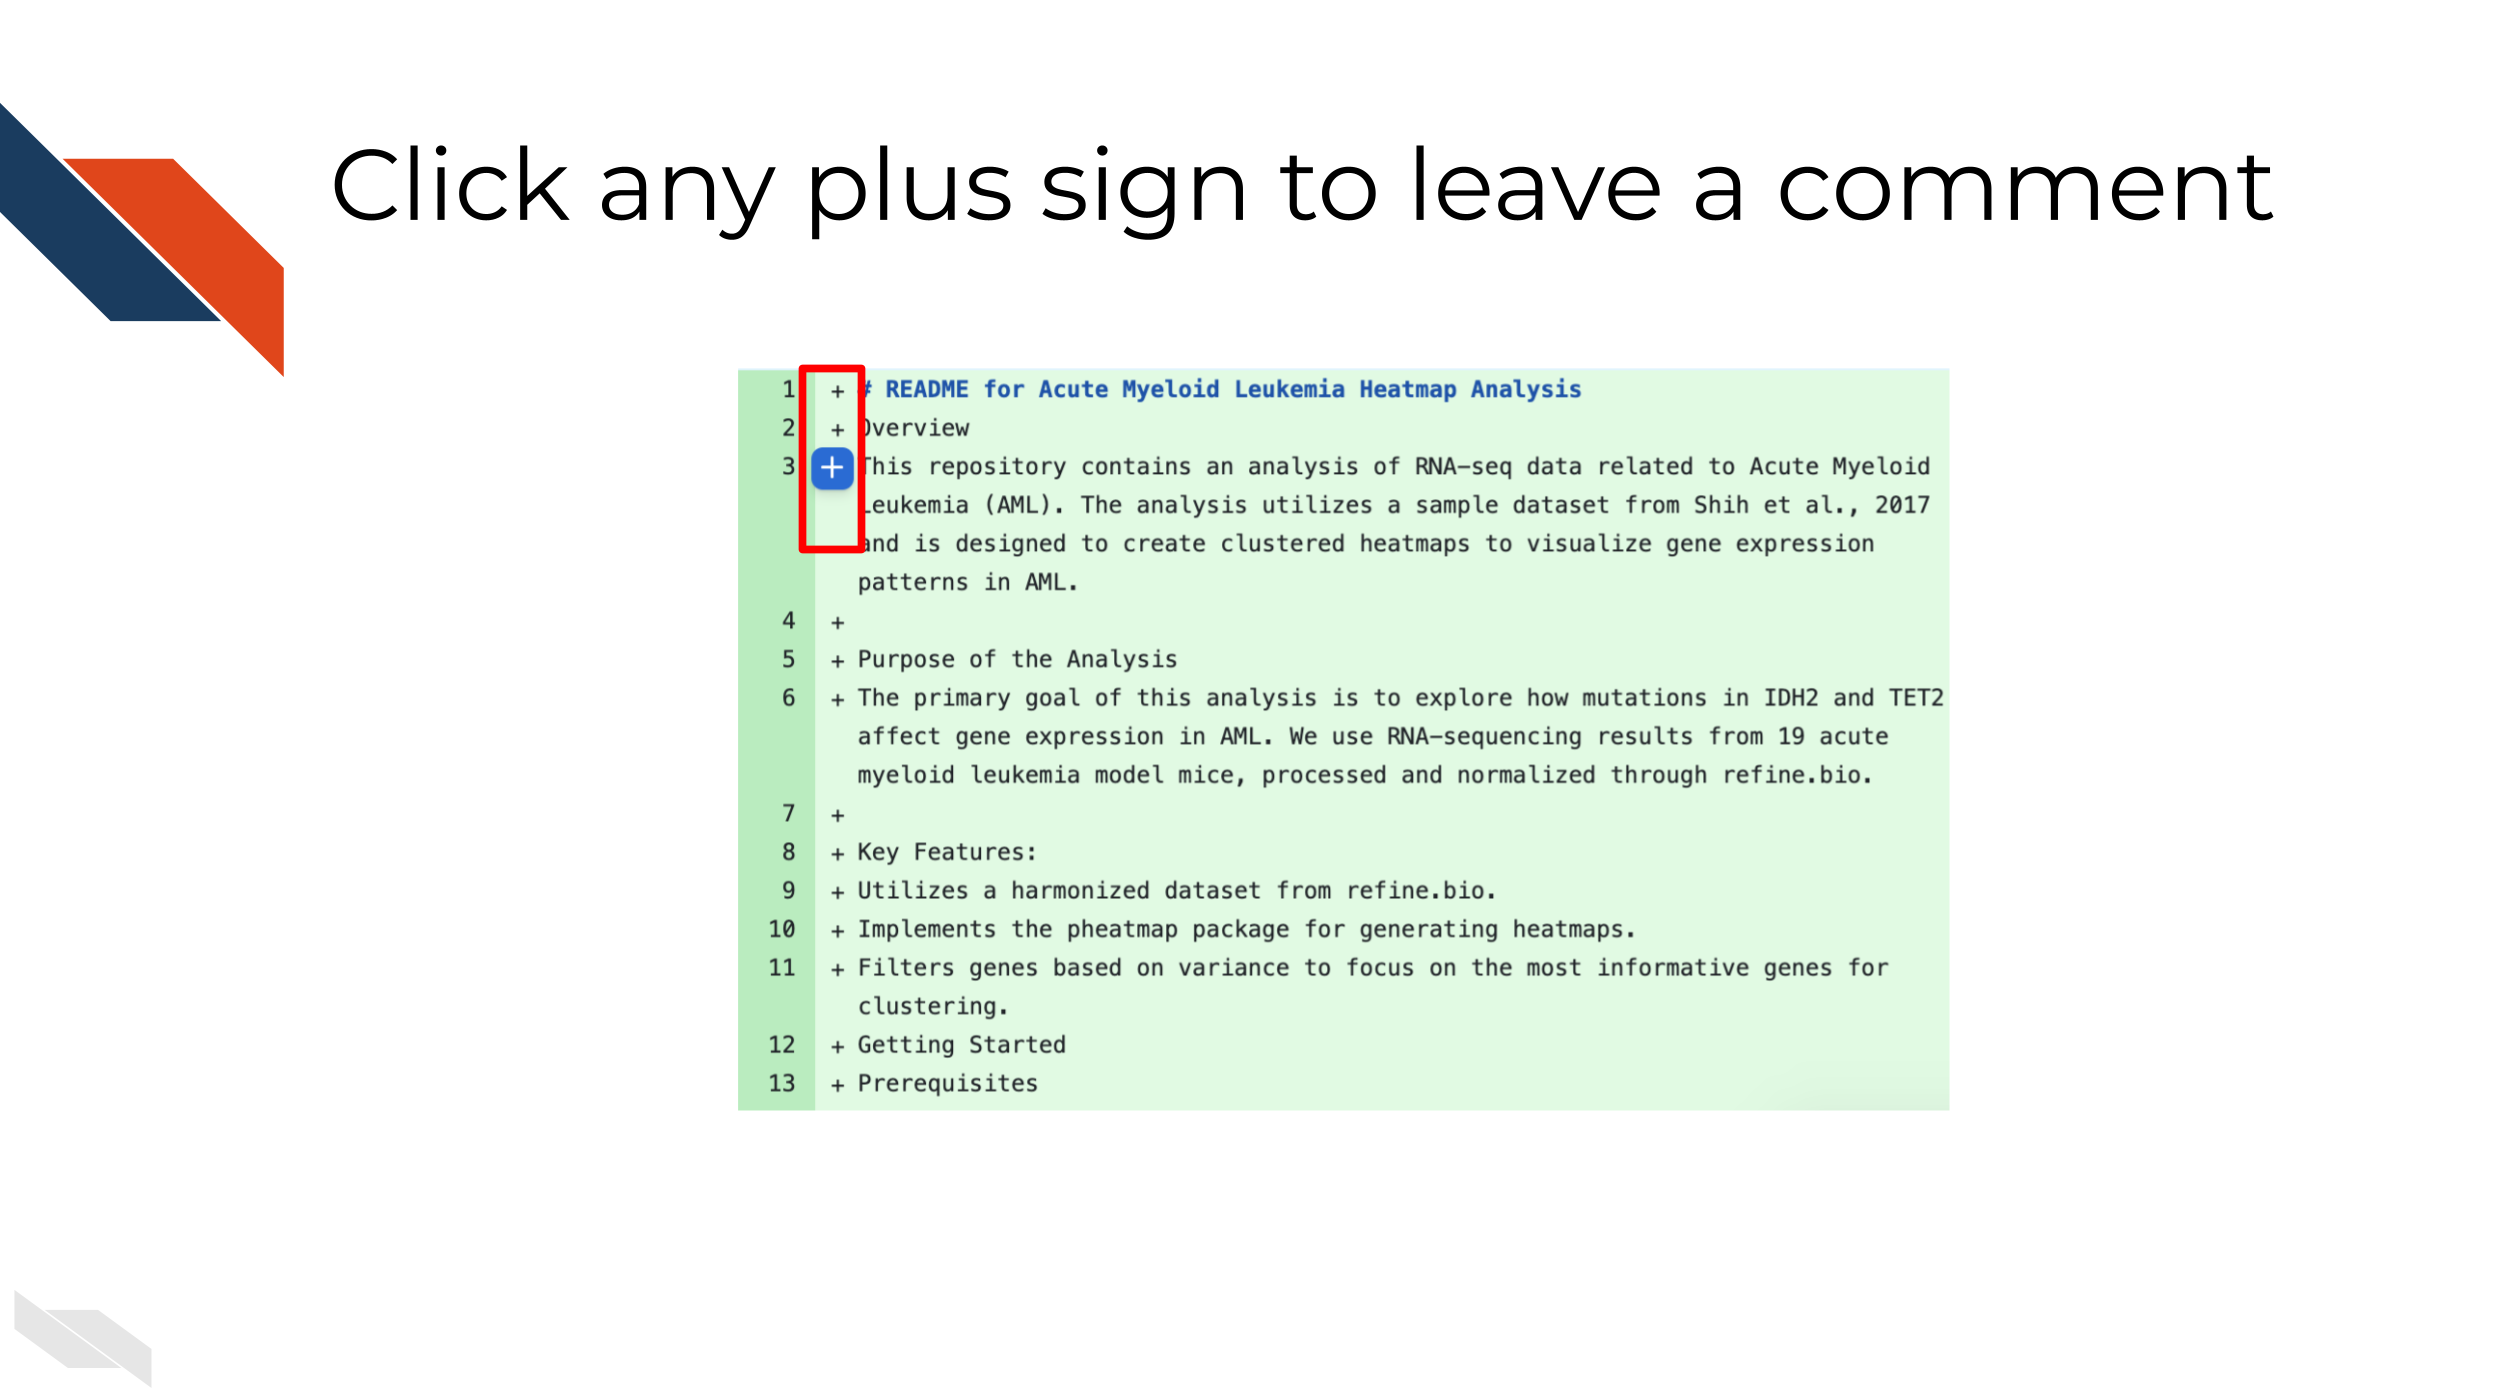 Click any plus sign to leave a comment
1 + # README for Acute Myeloid Leukemia Heatmap Analysis
2 + Overview
3 + This repository contains an analysis of RNA-seq data related to Acute Myeloid
Leukemia (AML). The analysis utilizes a sample dataset from Shih et al., 2017
and is designed to create clustered heatmaps to visualize gene expression
patterns in AML.
4 +
5 + Purpose of the Analysis
6 + The primary goal of this analysis is to explore how mutations in IDH2 and TET2
affect gene expression in AML. We use RNA-sequencing results from 19 acute
myeloid leukemia model mice, processed and normalized through refine.bio.
7 +
8 + Key Features:
9 + Utilizes a harmonized dataset from refine.bio.
10 + Implements the pheatmap package for generating heatmaps.
11 + Filters genes based on variance to focus on the most informative genes for
clustering.
12 + Getting Started
13 + Prerequisites